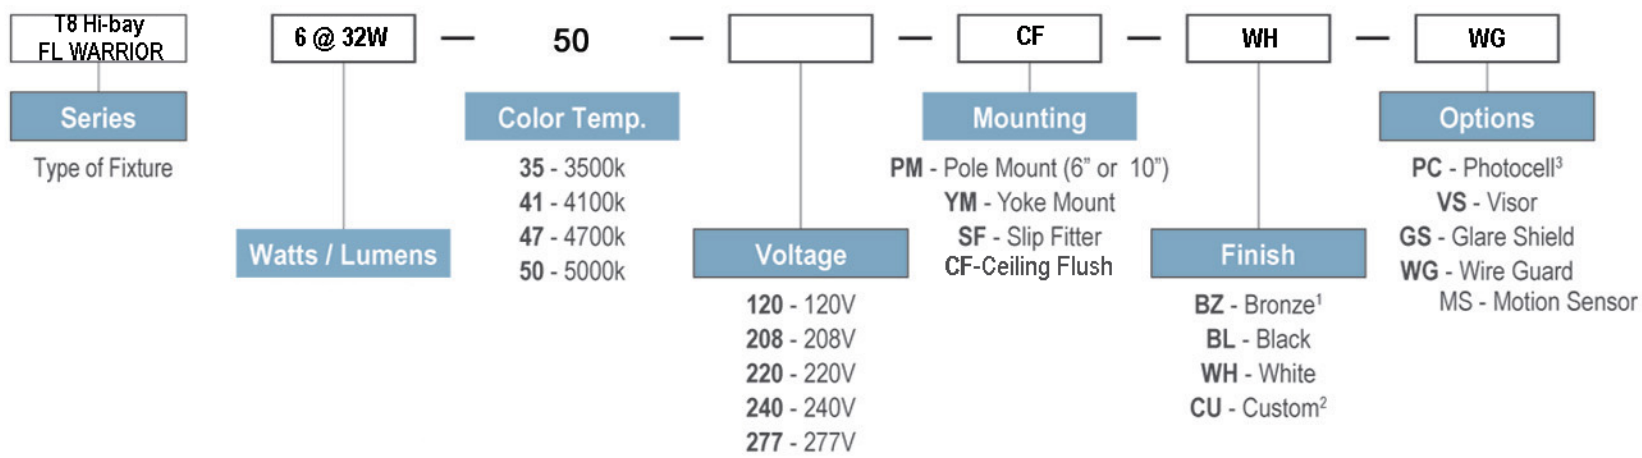 T8 Hi-bay
FL WARRIOR
6 @ 32W — 50 — — CF — WH — WG
Series
Type of Fixture
Watts / Lumens
Color Temp.
35 - 3500k
41 - 4100k
47 - 4700k
50 - 5000k
Voltage
120 - 120V
208 - 208V
220 - 220V
240 - 240V
277 - 277V
Mounting
PM - Pole Mount (6” or 10”)
YM - Yoke Mount
SF - Slip Fitter
CF-Ceiling Flush
Finish
BZ - Bronze¹
BL - Black
WH - White
CU - Custom²
Options
PC - Photocell³
VS - Visor
GS - Glare Shield
WG - Wire Guard
MS - Motion Sensor